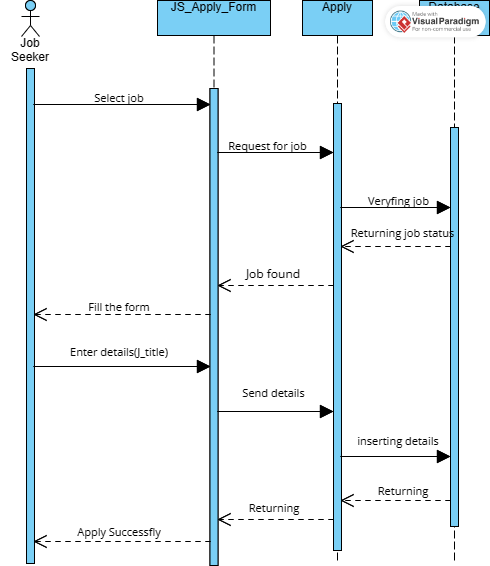 JS_Apply_Form
Apply
Database
Made with
Visual Paradigm
For non-commercial use
Job
Seeker
Select job
Request for job
Veryfing job
Returning job status
Job found
Fill the form
Enter details(J_title)
Send details
inserting details
Returning
Returning
Apply Successfly